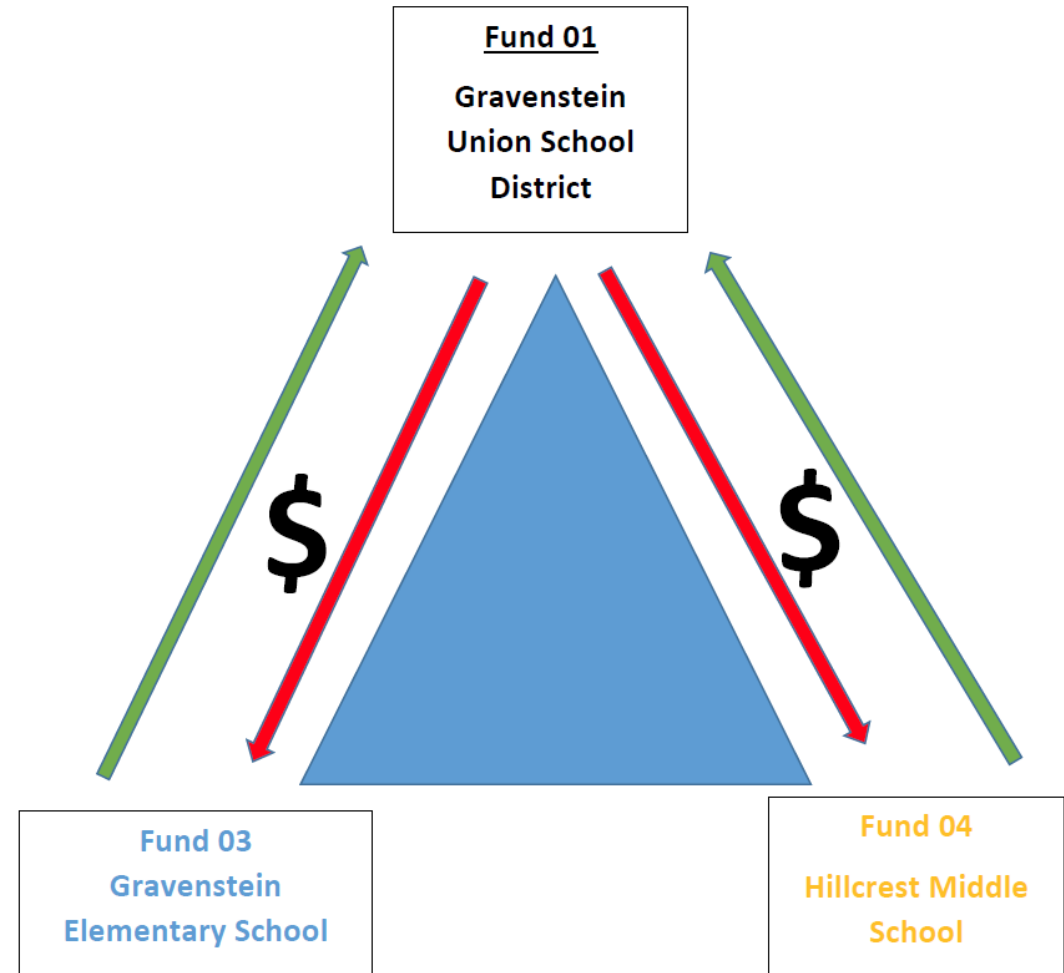 Fund 01
Gravenstein
Union School
District
$
$
Fund 03
Gravenstein
Elementary School
Fund 04
Hillcrest Middle
School